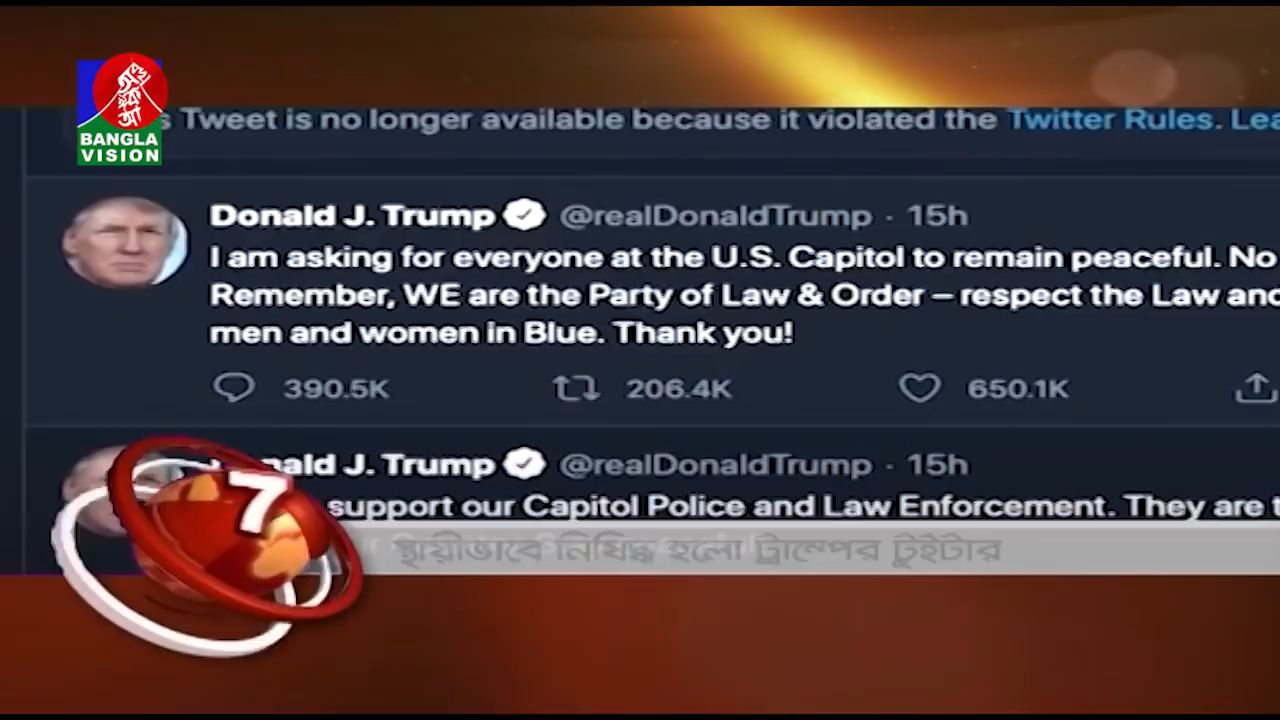 বাংলাভিশন
BANGLA
VISION
s Tweet is no longer available because it violated the Twitter Rules. Lea
Donald J. Trump @realDonaldTrump · 15h
I am asking for everyone at the U.S. Capitol to remain peaceful. No
Remember, WE are the Party of Law & Order – respect the Law and
men and women in Blue. Thank you!
390.5K 206.4K 650.1K
nald J. Trump @realDonaldTrump · 15h
support our Capitol Police and Law Enforcement. They are t
7
স্থায়ীভাবে নিষিদ্ধ হলো ট্রাম্পের টুইটার